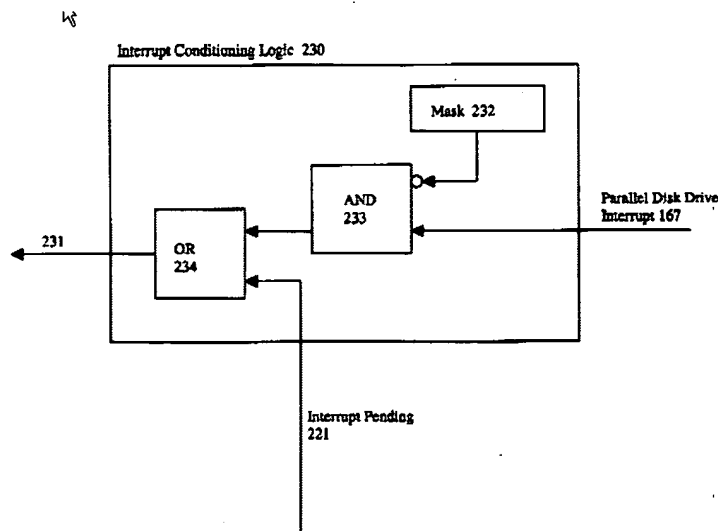 Interrupt Conditioning Logic 230
Mask 232
AND
233
Parallel Disk Drive
Interrupt 167
231
OR
234
Interrupt Pending
221